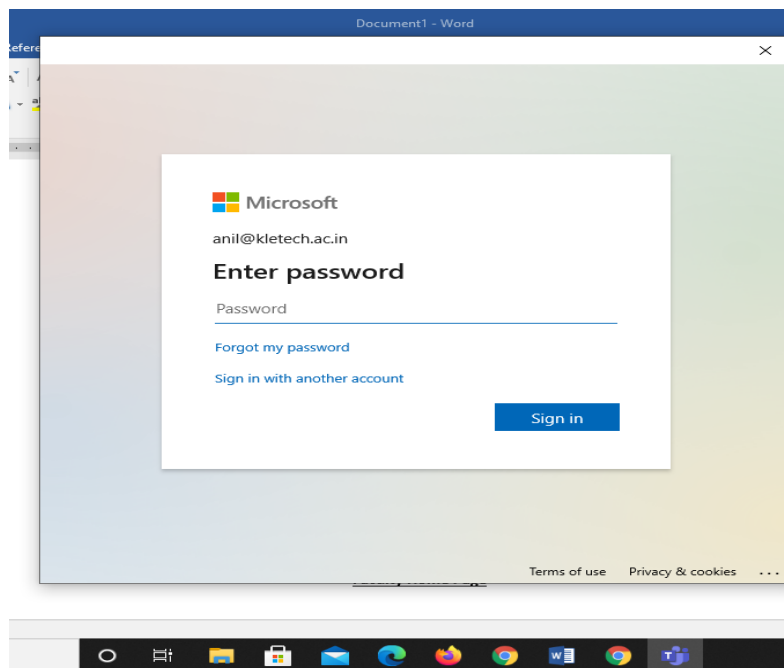 Document1 - Word
Refere
Microsoft
anil@kletech.ac.in
Enter password
Password
Forgot my password
Sign in with another account
Sign in
Terms of use Privacy & cookies ...